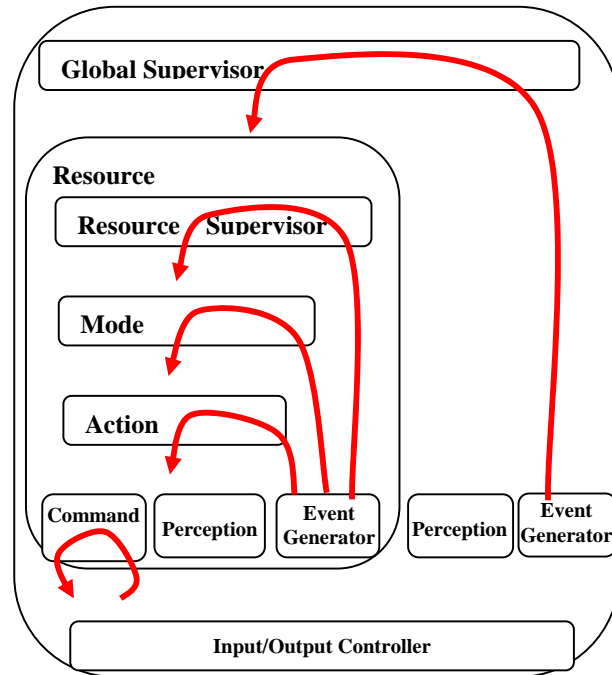 Global Supervisor
Resource
Resource Supervisor
Mode
Action
Command
Perception
Event
Generator
Perception
Event
Generator
Input/Output Controller